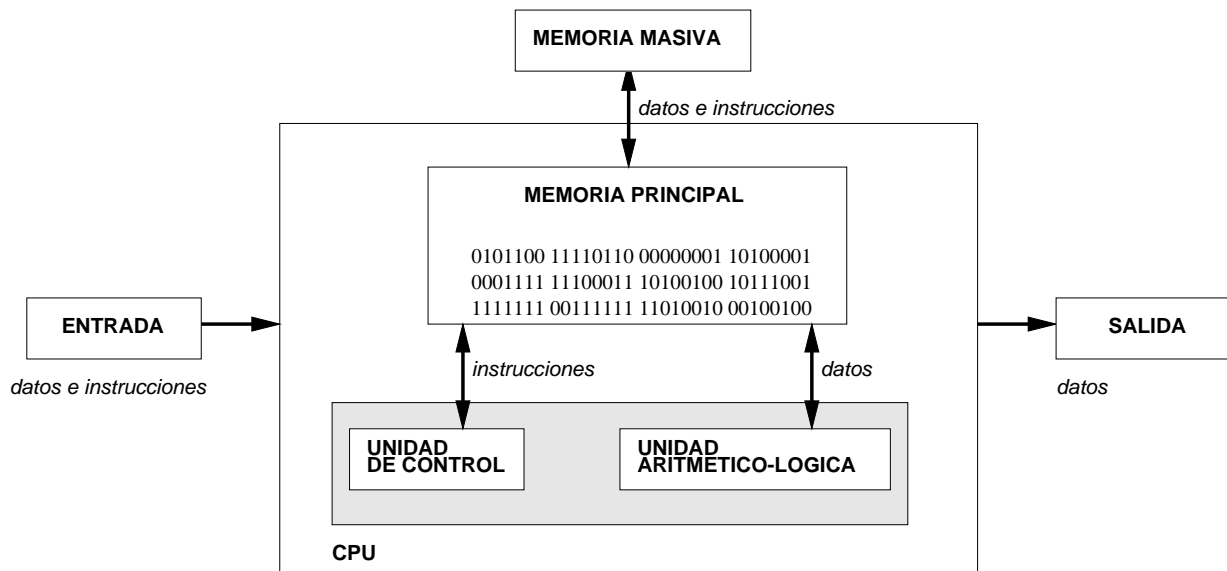 MEMORIA MASIVA
datos e instrucciones
MEMORIA PRINCIPAL
0101100 11110110 00000001 10100001
0001111 11100011 10100100 10111001
1111111 00111111 11010010 00100100
ENTRADA
datos e instrucciones
SALIDA
datos
instrucciones
datos
UNIDAD
DE CONTROL
UNIDAD
ARITMETICO-LOGICA
CPU